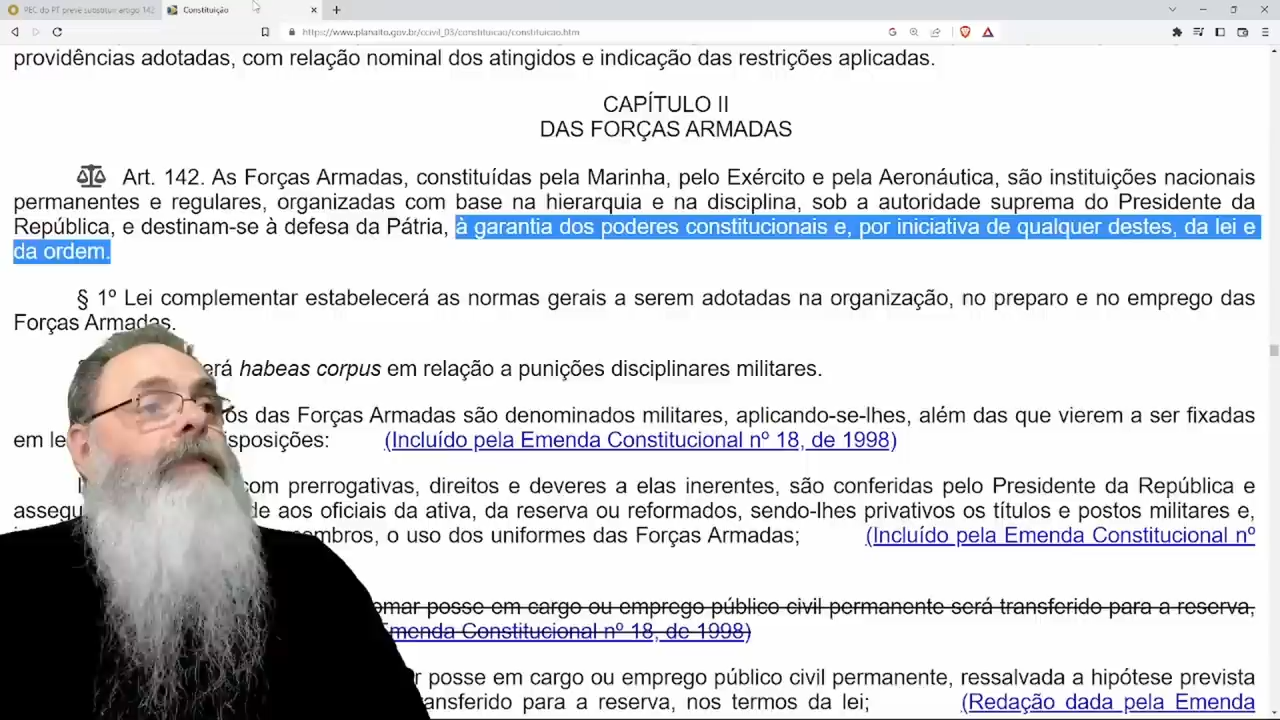 PEC do PT prevê substituir artigo 142
Constituição
https://www.planalto.gov.br/ccivil_03/constituicao/constituicao.htm
providências adotadas, com relação nominal dos atingidos e indicação das restrições aplicadas.
CAPÍTULO II
DAS FORÇAS ARMADAS
Art. 142. As Forças Armadas, constituídas pela Marinha, pelo Exército e pela Aeronáutica, são instituições nacionais
permanentes e regulares, organizadas com base na hierarquia e na disciplina, sob a autoridade suprema do Presidente da
República, e destinam-se à defesa da Pátria, à garantia dos poderes constitucionais e, por iniciativa de qualquer destes, da lei e
da ordem.
§ 1º Lei complementar estabelecerá as normas gerais a serem adotadas na organização, no preparo e no emprego das
Forças Armadas.
habeas corpus em relação a punições disciplinares militares.
das Forças Armadas são denominados militares, aplicando-se-lhes, além das que vierem a ser fixadas
em (Incluído pela Emenda Constitucional nº 18, de 1998)
com prerrogativas, direitos e deveres a elas inerentes, são conferidas pelo Presidente da República e
de aos oficiais da ativa, da reserva ou reformados, sendo-lhes privativos os títulos e postos militares e,
o uso dos uniformes das Forças Armadas; (Incluído pela Emenda Constitucional nº
posse em cargo ou emprego público civil permanente será transferido para a reserva,
Emenda Constitucional nº 18, de 1998)
posse em cargo ou emprego público civil permanente, ressalvada a hipótese prevista
para a reserva, nos termos da lei; (Redação dada pela Emenda